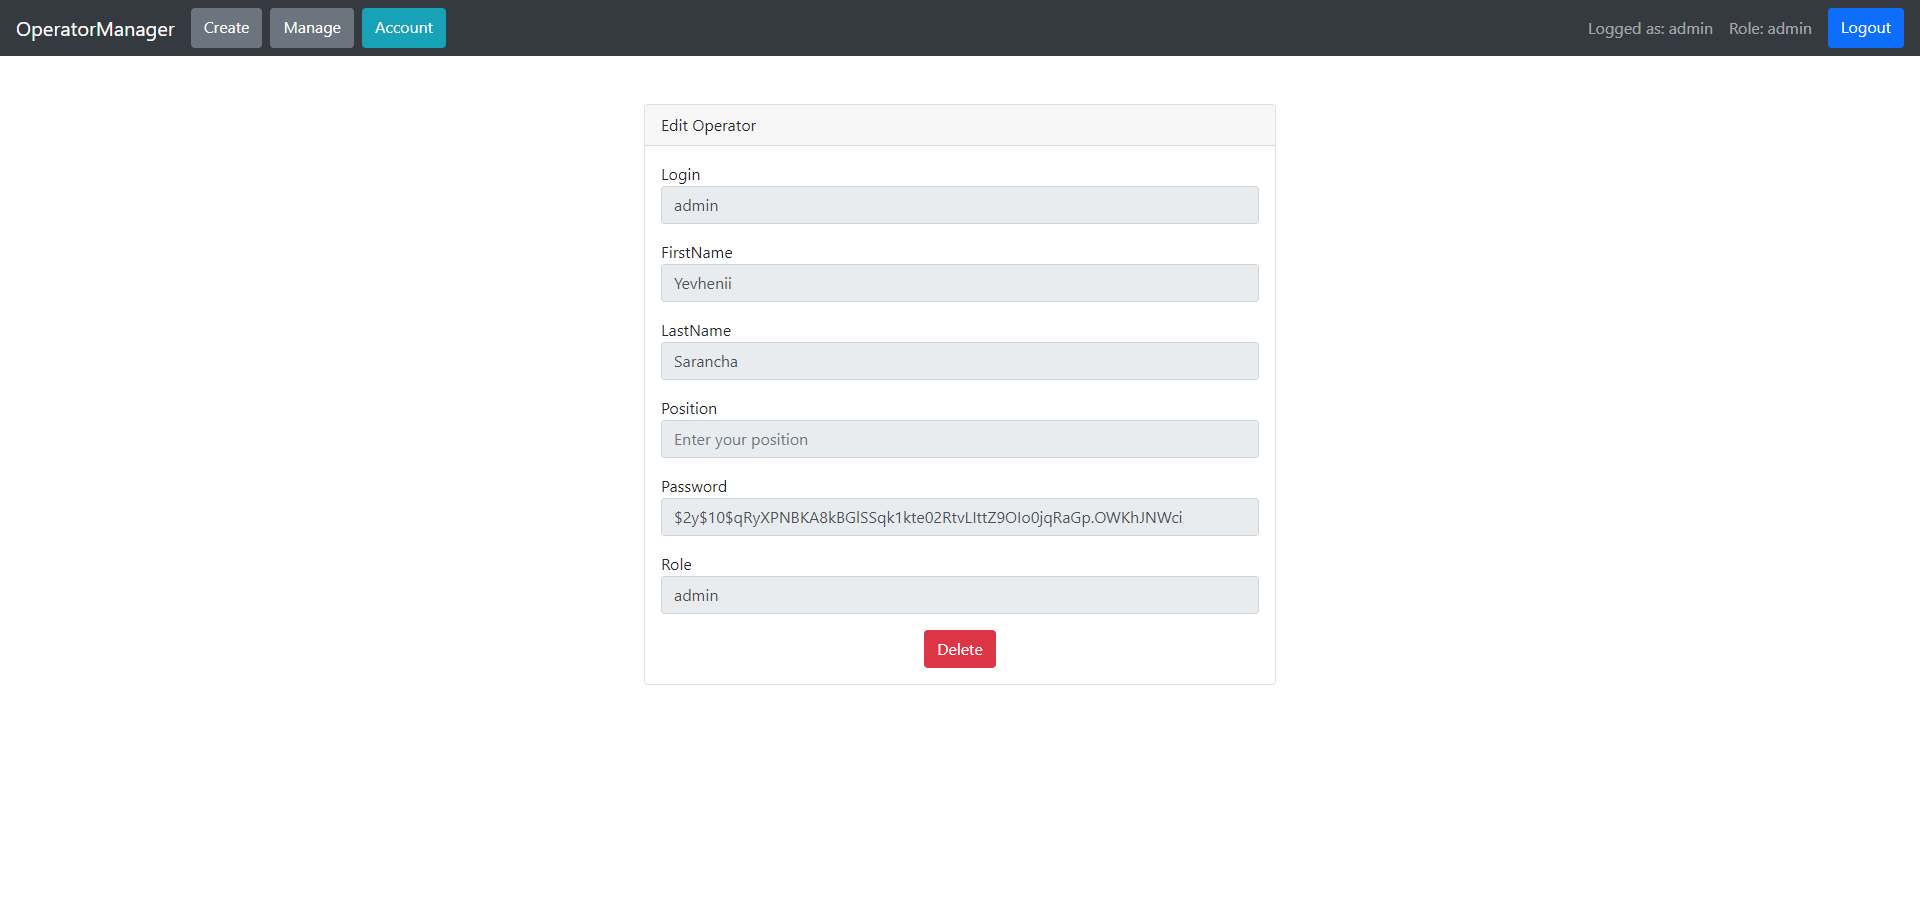 OperatorManager Create Manage Account Logged as: admin Role: admin Logout
Edit Operator
Login
admin
FirstName
Yevhenii
LastName
Sarancha
Position
Enter your position
Password
$2y$10$qRyXPNBKA8kBGlSSqk1kte02RtvLIttZ9OIo0jqRaGp.OWKhJNWci
Role
admin
Delete